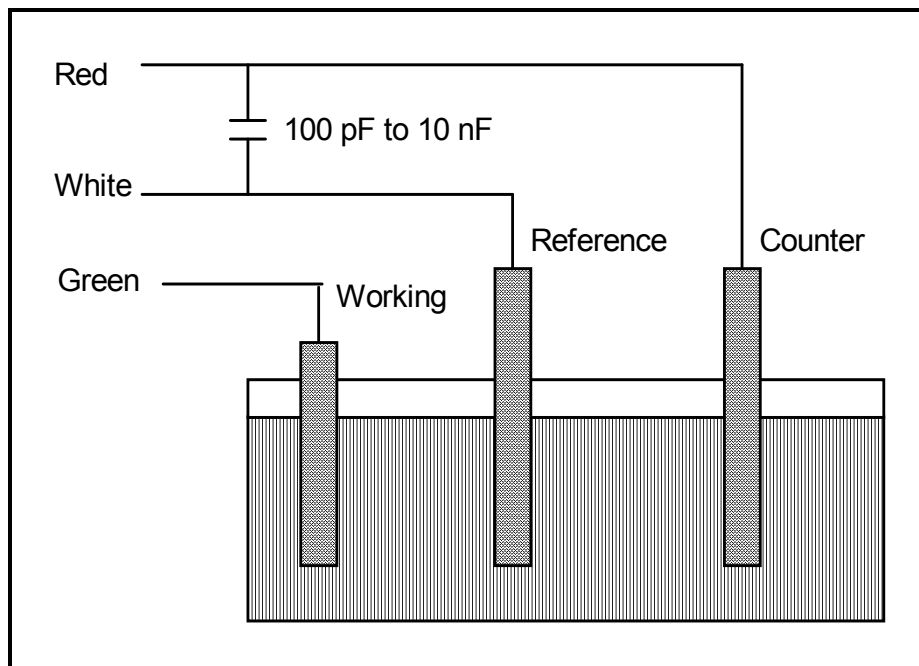 Red
100 pF to 10 nF
White
Reference
Counter
Green
Working